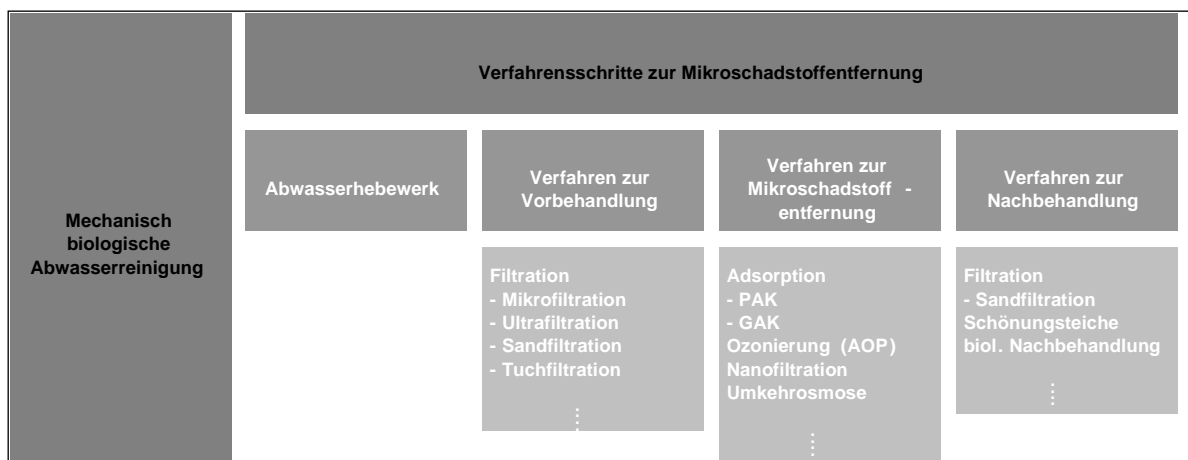 Verfahrensschritte zur Mikroschadstoffentfernung
Mechanisch
biologische
Abwasserreinigung
Abwasserhebewerk
Verfahren zur
Vorbehandlung
Verfahren zur
Mikroschadstoff -
entfernung
Verfahren zur
Nachbehandlung
Filtration
- Mikrofiltration
- Ultrafiltration
- Sandfiltration
- Tuchfiltration
Adsorption
- PAK
- GAK
Ozonierung (AOP)
Nanofiltration
Umkehrosmose
Filtration
- Sandfiltration
Schönungsteiche
biol. Nachbehandlung